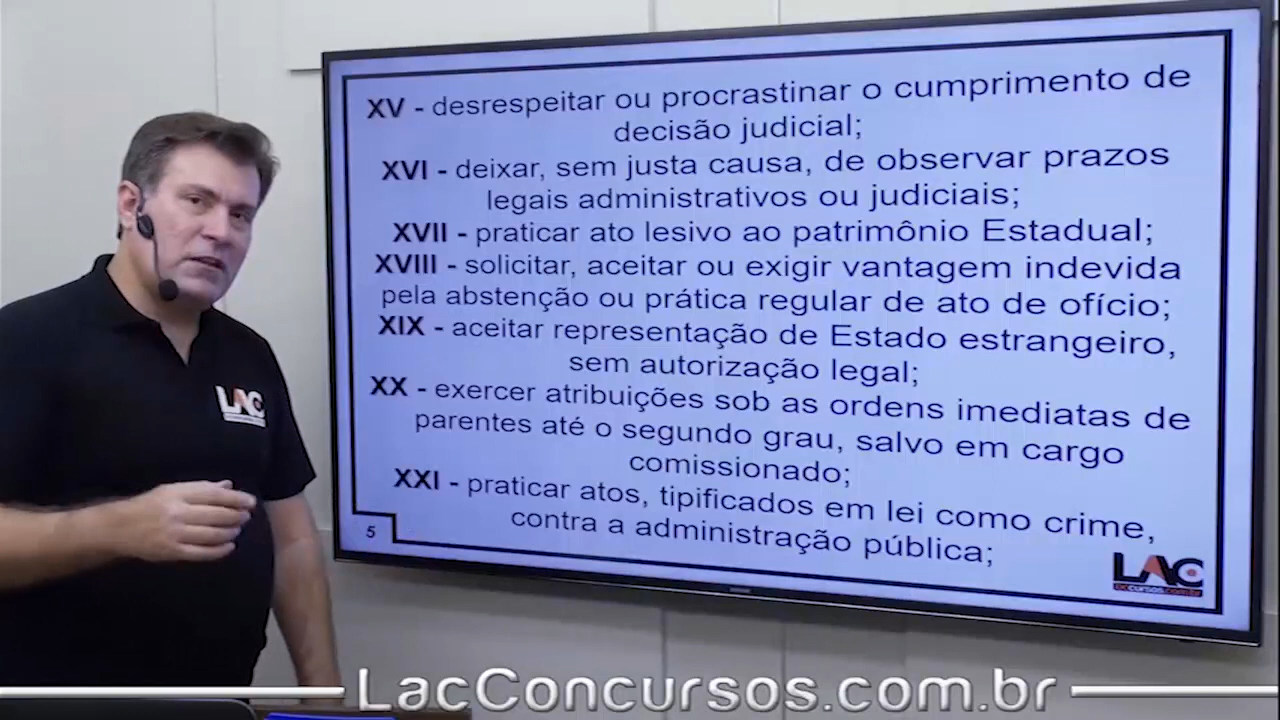 XV - desrespeitar ou procrastinar o cumprimento de
decisão judicial;
XVI - deixar, sem justa causa, de observar prazos
legais administrativos ou judiciais;
XVII - praticar ato lesivo ao patrimônio Estadual;
XVIII - solicitar, aceitar ou exigir vantagem indevida
pela abstenção ou prática regular de ato de ofício;
XIX - aceitar representação de Estado estrangeiro,
sem autorização legal;
XX - exercer atribuições sob as ordens imediatas de
parentes até o segundo grau, salvo em cargo
comissionado;
XXI - praticar atos, tipificados em lei como crime,
contra a administração pública;
5
LAC
laccursos.com.br
LAC
LacConcursos.com.br